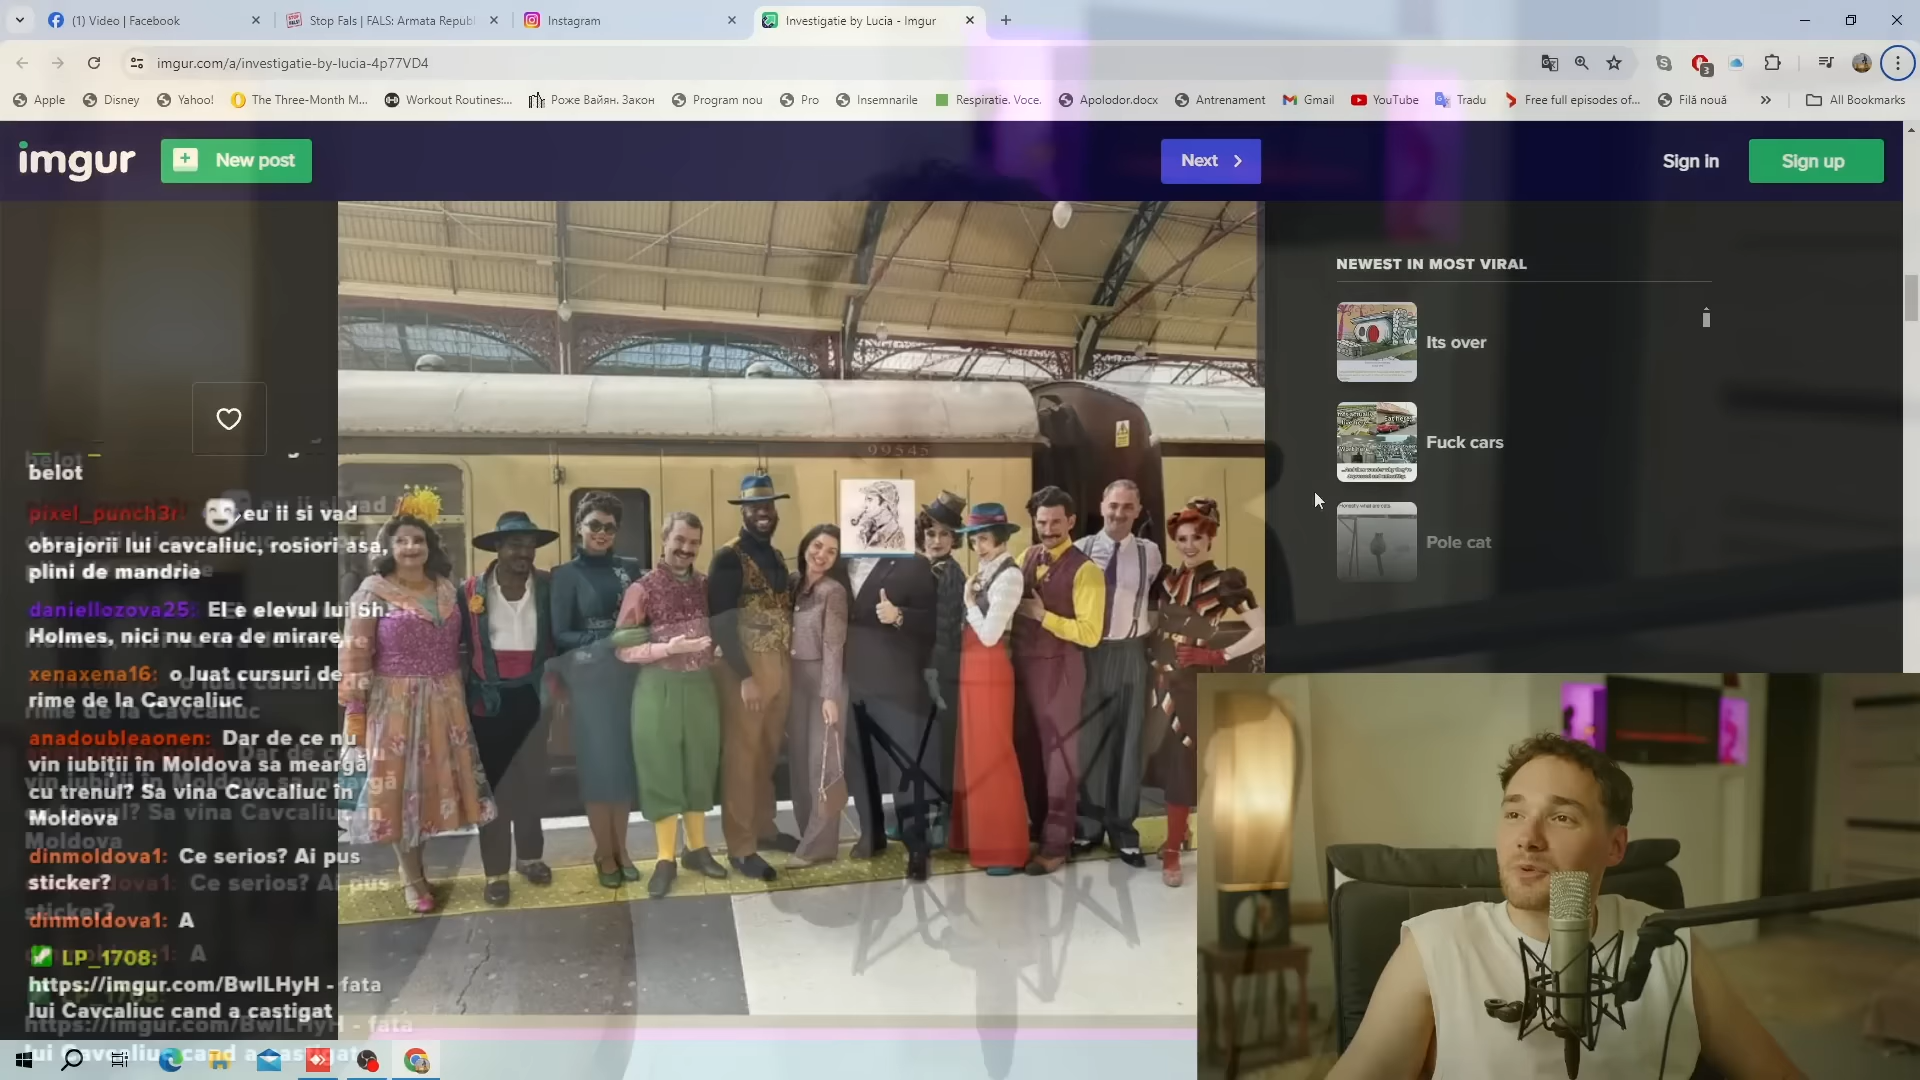 (1) Video | Facebook
Stop Fals | FALS: Armata Republ
Instagram
Investigatie by Lucia - Imgur
imgur.com/a/investigatie-by-lucia-4p77VD4
3
Apple
Disney
Yahoo!
The Three-Month M...
Workout Routines:...
Роже Вайян. Закон
Program nou
Pro
Insemnarile
Respiratie. Voce.
Apolodor.docx
Antrenament
Gmail
YouTube
Tradu
Free full episodes of...
Filă nouă
All Bookmarks
imgur
New post
Next
Sign in
Sign up
NEWEST IN MOST VIRAL
Its over
Fuck cars
Pole cat
99545
belot
pixel_punch3r: eu ii si vad
obrajorii lui cavcaliuc, rosiori asa,
plini de mandrie
daniellozova25: El e elevul lui Sh.
Holmes, nici nu era de mirare,
xenaxena16: o luat cursuri de
rime de la Cavcaliuc
anadoubleaonen: Dar de ce nu
vin iubiții în Moldova sa meargă
cu trenul? Sa vina Cavcaliuc în
Moldova
dinmoldova1: Ce serios? Ai pus
sticker?
dinmoldova1: A
LP_1708:
https://imgur.com/BwILHyH - fata
lui Cavcaliuc cand a castigat